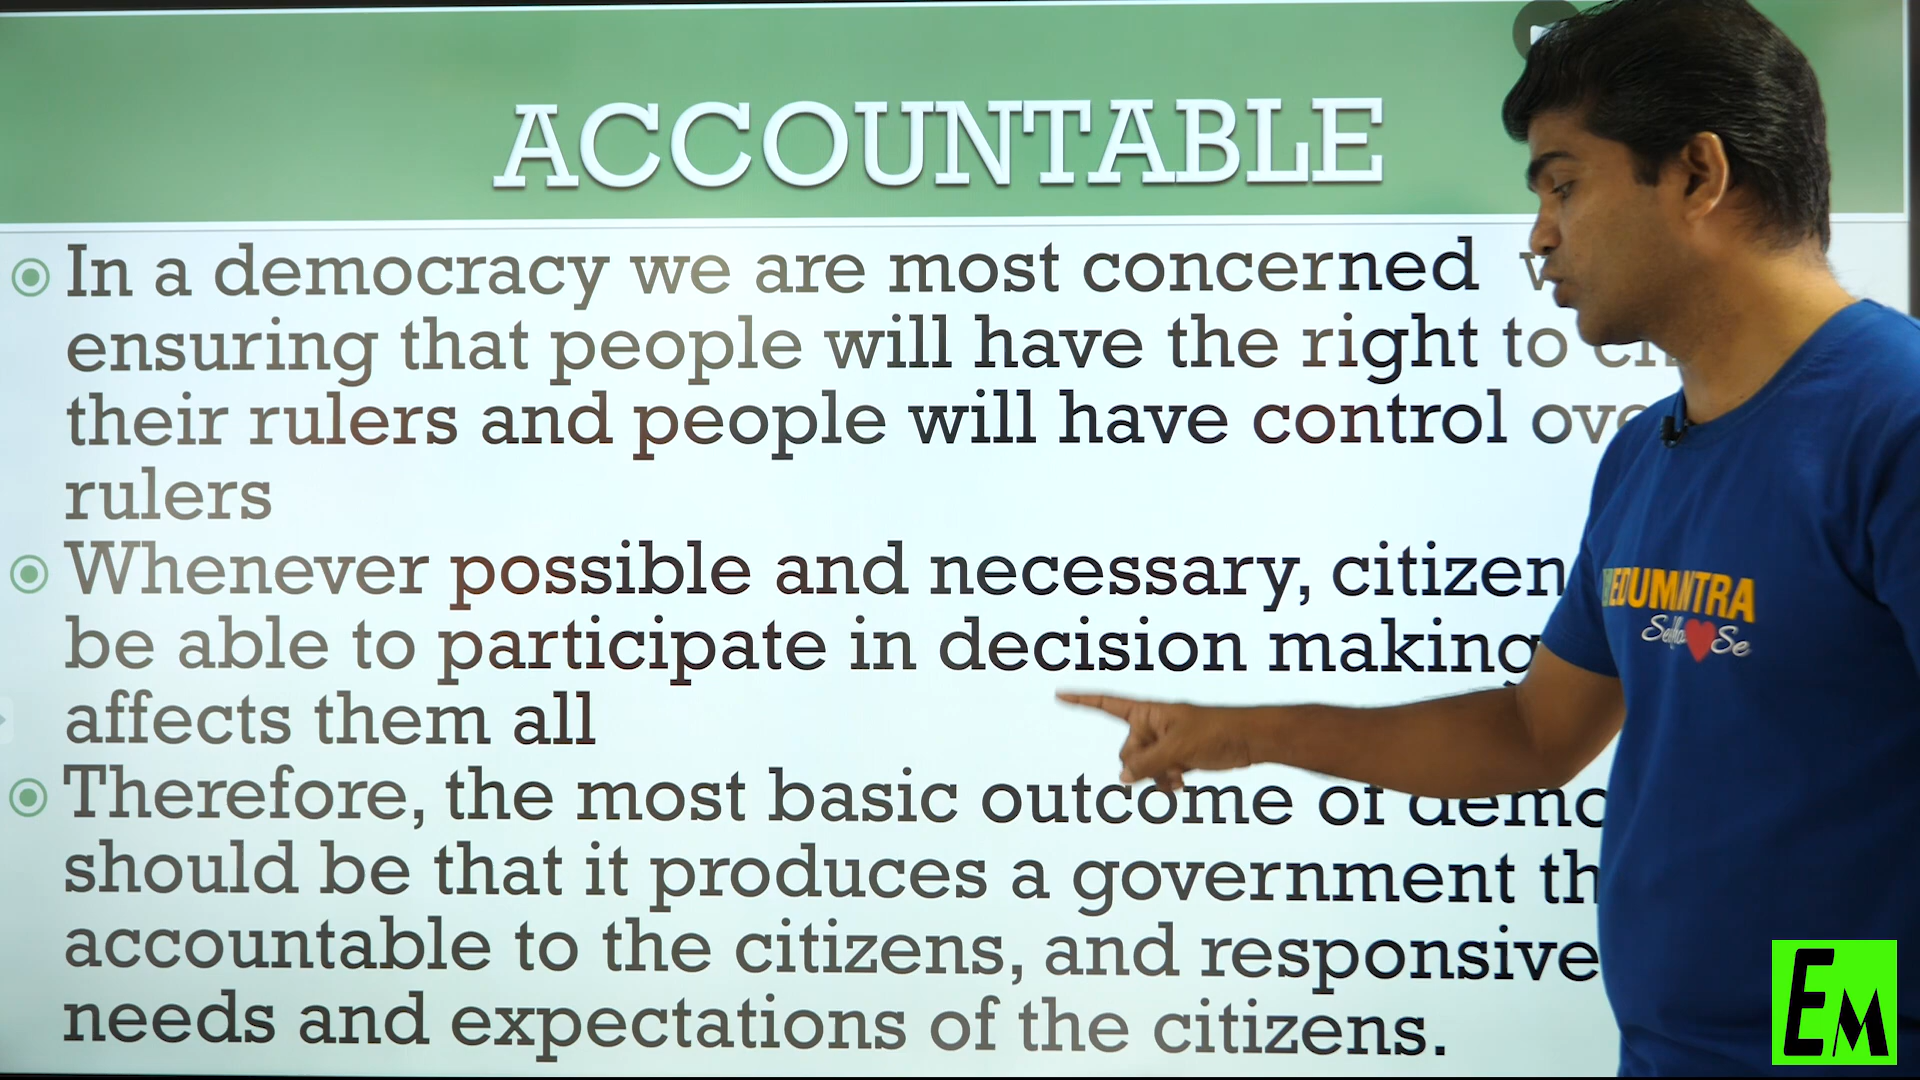 ACCOUNTABLE
In a democracy we are most concerned
ensuring that people will have the right to
their rulers and people will have control
rulers
Whenever possible and necessary,
be able to participate in decision making
affects them all
Therefore, the most basic outcome of
should be that it produces a government
accountable to the citizens, and responsive
needs and expectations of the citizens.
EDUMANTRA
Se
EM